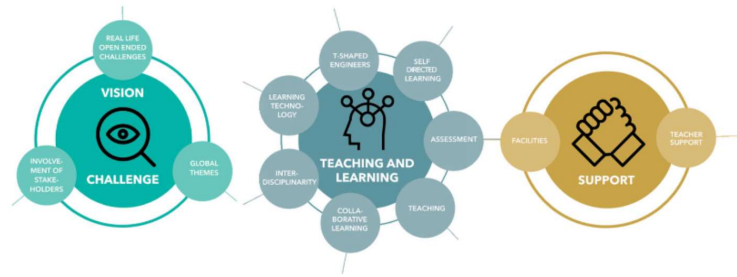 REAL LIFE
OPEN ENDED
CHALLENGES
VISION
CHALLENGE
INVOLVE-
MENT OF
STAKE-
HOLDERS
GLOBAL
THEMES
T-SHAPED
ENGINEERS
SELF
DIRECTED
LEARNING
LEARNING
TECHNO-
LOGY
ASSESSMENT
TEACHING AND
LEARNING
INTER-
DISCIPLINARITY
COLLA-
BORATIVE
LEARNING
TEACHING
FACILITIES
TEACHER
SUPPORT
SUPPORT